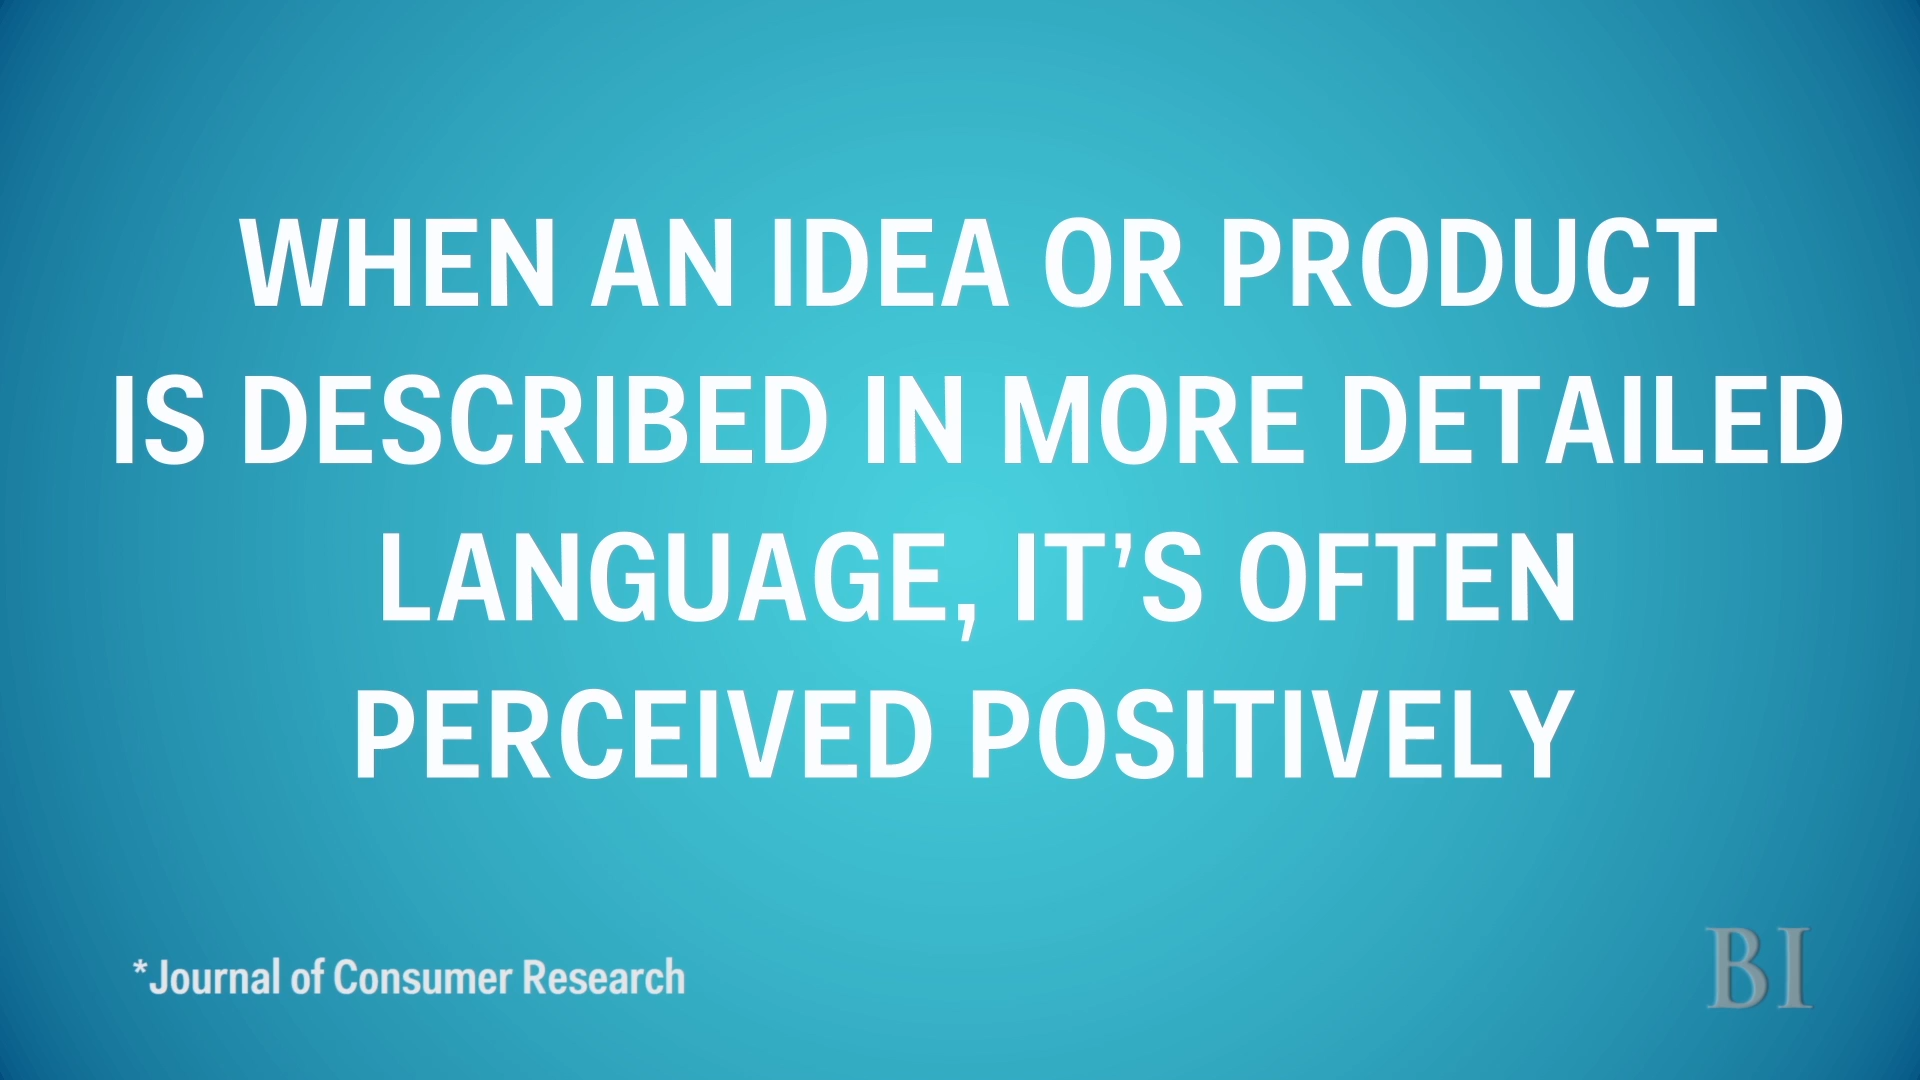 WHEN AN IDEA OR PRODUCT
IS DESCRIBED IN MORE DETAILED
LANGUAGE, IT’S OFTEN
PERCEIVED POSITIVELY
*Journal of Consumer Research
BI